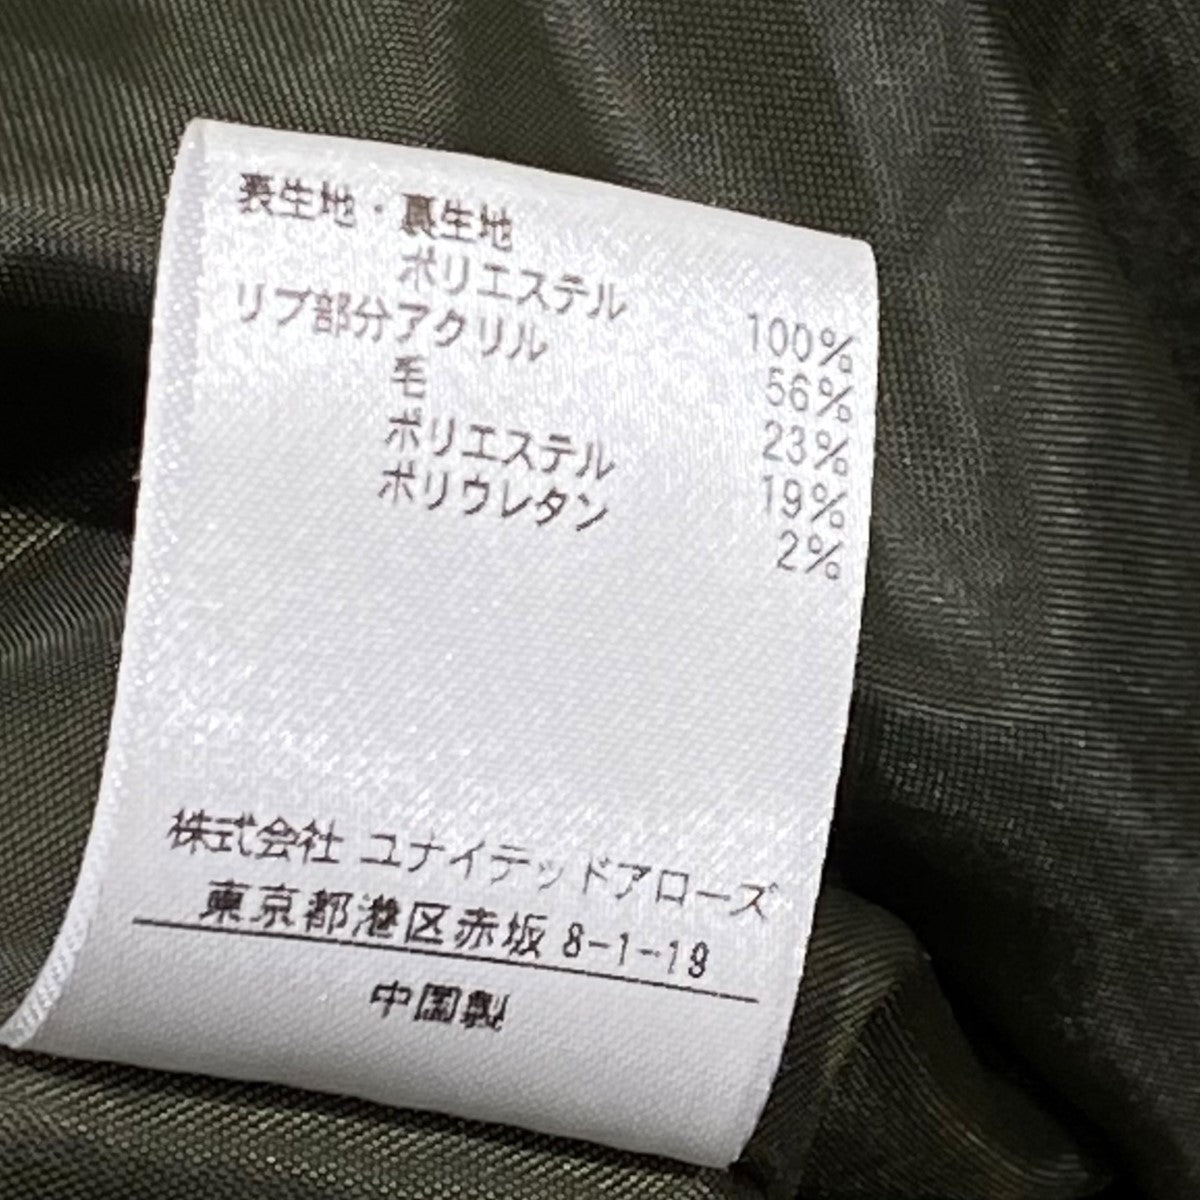 表生地・裏生地
ポリエステル 100%
リブ部分アクリル 56%
毛 23%
ポリエステル 19%
ポリウレタン 2%
株式会社 ユナイテッドアローズ
東京都港区赤坂 8-1-19
中国製